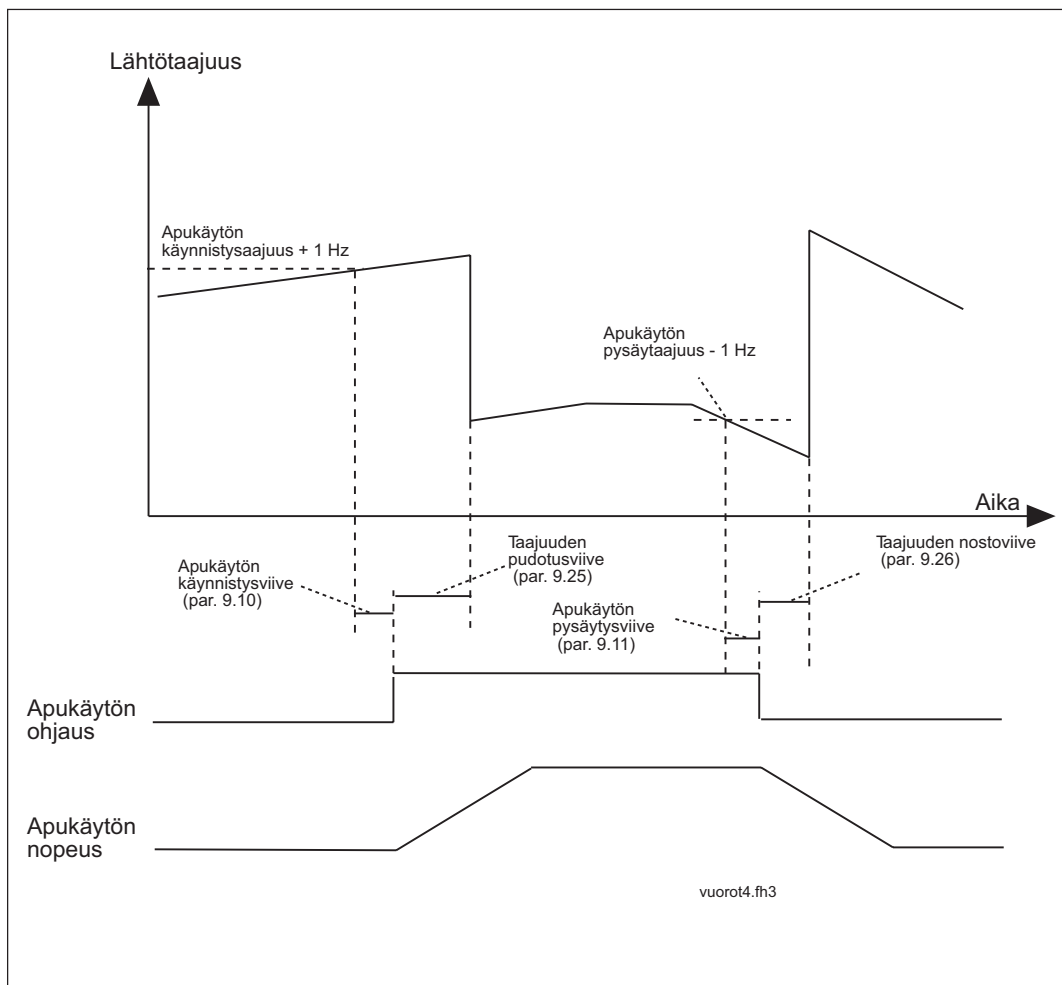 Lähtötaajuus
Apukäytön
käynnistysaajuus + 1 Hz
Apukäytön
pysäytaajuus - 1 Hz
Aika
Apukäytön
käynnistysviive
(par. 9.10)
Taajuuden
pudotusviive
(par. 9.25)
Apukäytön
pysäytysviive
(par. 9.11)
Taajuuden nostoviive
(par. 9.26)
Apukäytön
ohjaus
Apukäytön
nopeus
vuorot4.fh3